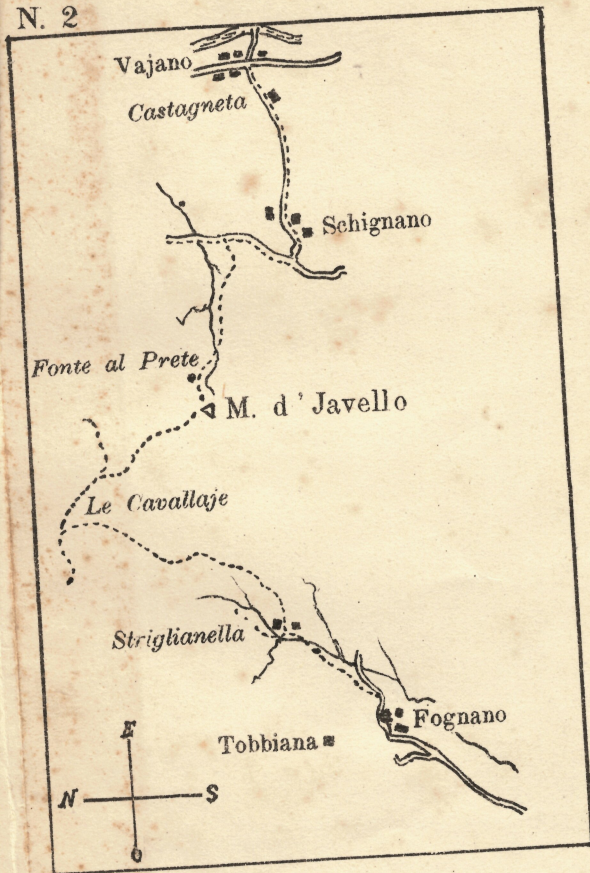 N. 2
Vajano
Castagneta
Schignano
Fonte al Prete
M. d' Javello
Le Cavallaje
Striglianella
Fognano
Tobbiana
E
N S
O